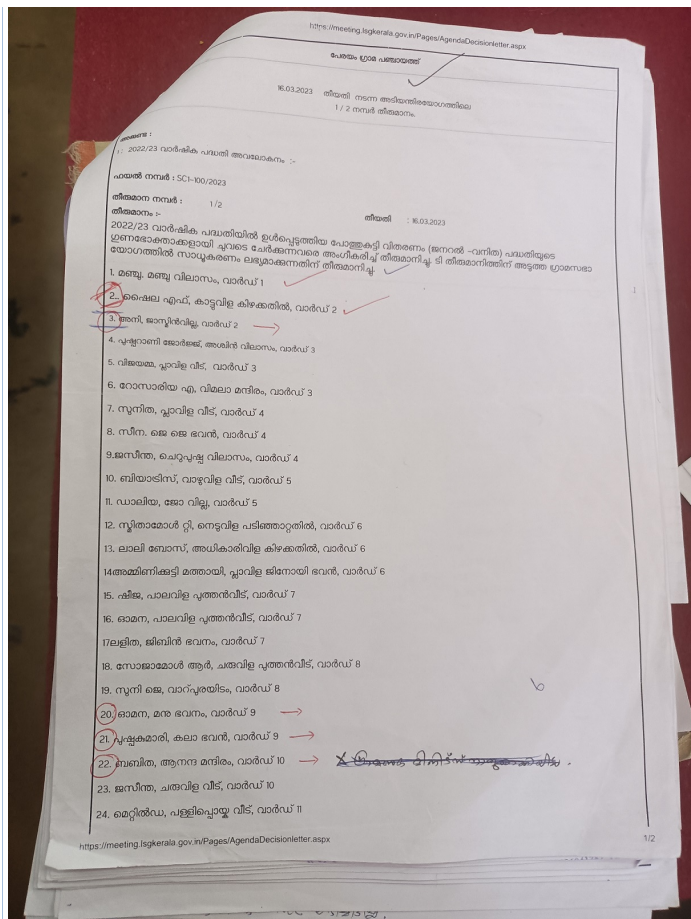 https://meeting.lsgkerala.gov.in/Pages/AgendaDecisionletter.aspx
പേരയം ഗ്രാമ പഞ്ചായത്ത്
16.03.2023 തീയതി നടന്ന അടിയന്തിരയോഗത്തിലെ
1 / 2 നമ്പർ തീരുമാനം.
അജണ്ട :
1: 2022/23 വാർഷിക പദ്ധതി അവലോകനം :-
ഫയൽ നമ്പർ : SC1-100/2023
തീരുമാന നമ്പർ : 1/2
തീരുമാനം :- തീയതി : 16.03.2023
2022/23 വാർഷിക പദ്ധതിയിൽ ഉൾപ്പെടുത്തിയ പോത്തുകുട്ടി വിതരണം (ജനറൽ -വനിത) പദ്ധതിയുടെ
ഗുണഭോക്താക്കളായി ചുവടെ ചേർക്കുന്നവരെ അംഗീകരിച്ച് തീരുമാനിച്ചു. ടി തീരുമാനത്തിന് അടുത്ത ഗ്രാമസഭാ
യോഗത്തിൽ സാധൂകരണം ലഭ്യമാക്കുന്നതിന് തീരുമാനിച്ചു.
1. മഞ്ചു. മഞ്ചു വിലാസം, വാർഡ് 1
2.. ഷൈല എഫ്, കാട്ടുവിള കിഴക്കതിൽ, വാർഡ് 2
3. അനി, ജാസ്മിൻവില്ല, വാർഡ് 2
4. പുഷ്പറാണി ജോർജ്ജ്, അശ്വിൻ വിലാസം, വാർഡ് 3
5. വിജയമ്മ, പ്ലാവിള വീട്, വാർഡ് 3
6. റോസാരിയ എ, വിമലാ മന്ദിരം, വാർഡ് 3
7. സുനിത, പ്ലാവിള വീട്, വാർഡ് 4
8. സീന. ജെ ജെ ഭവൻ, വാർഡ് 4
9.ജസീന്ത, ചെറുപുഷ്പ വിലാസം, വാർഡ് 4
10. ബിയാട്രിസ്, വാഴുവിള വീട്, വാർഡ് 5
11. ഡാലിയ, ജോ വില്ല, വാർഡ് 5
12. സ്മിതാമോൾ റ്റി, നെടുവിള പടിഞ്ഞാറ്റതിൽ, വാർഡ് 6
13. ലാലി ബോസ്, അധികാരിവിള കിഴക്കതിൽ, വാർഡ് 6
14അമ്മിണിക്കുട്ടി മത്തായി, പ്ലാവിള ജിനോയി ഭവൻ, വാർഡ് 6
15. ഷീജ, പാലവിള പുത്തൻവീട്, വാർഡ് 7
16. ഓമന, പാലവിള പുത്തൻവീട്, വാർഡ് 7
17ലളിത, ജിബിൻ ഭവനം, വാർഡ് 7
18. സോജാമോൾ ആർ, ചരുവിള പുത്തൻവീട്, വാർഡ് 8
19. സുനി ജെ, വാറ്പുരയിടം, വാർഡ് 8
20. ഓമന, മനു ഭവനം, വാർഡ് 9
21. പുഷ്പകുമാരി, കലാ ഭവൻ, വാർഡ് 9
22. ബബിത, ആനന്ദ മന്ദിരം, വാർഡ് 10
23. ജസീന്ത, ചരുവിള വീട്, വാർഡ് 10
24. മെറ്റിൽഡ, പള്ളിപ്പൊയ്ക വീട്, വാർഡ് 11
https://meeting.lsgkerala.gov.in/Pages/AgendaDecisionletter.aspx 1/2